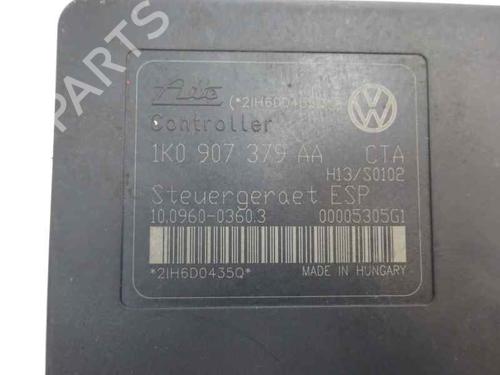 PARTS
Ate (*2IH6D0435Q*
Controller
1K0 907 379 AA CTA
H13/S0102
Steuergeraet ESP
10.0960-0360.3 00005305G1
*2IH6D0435Q* MADE IN HUNGARY